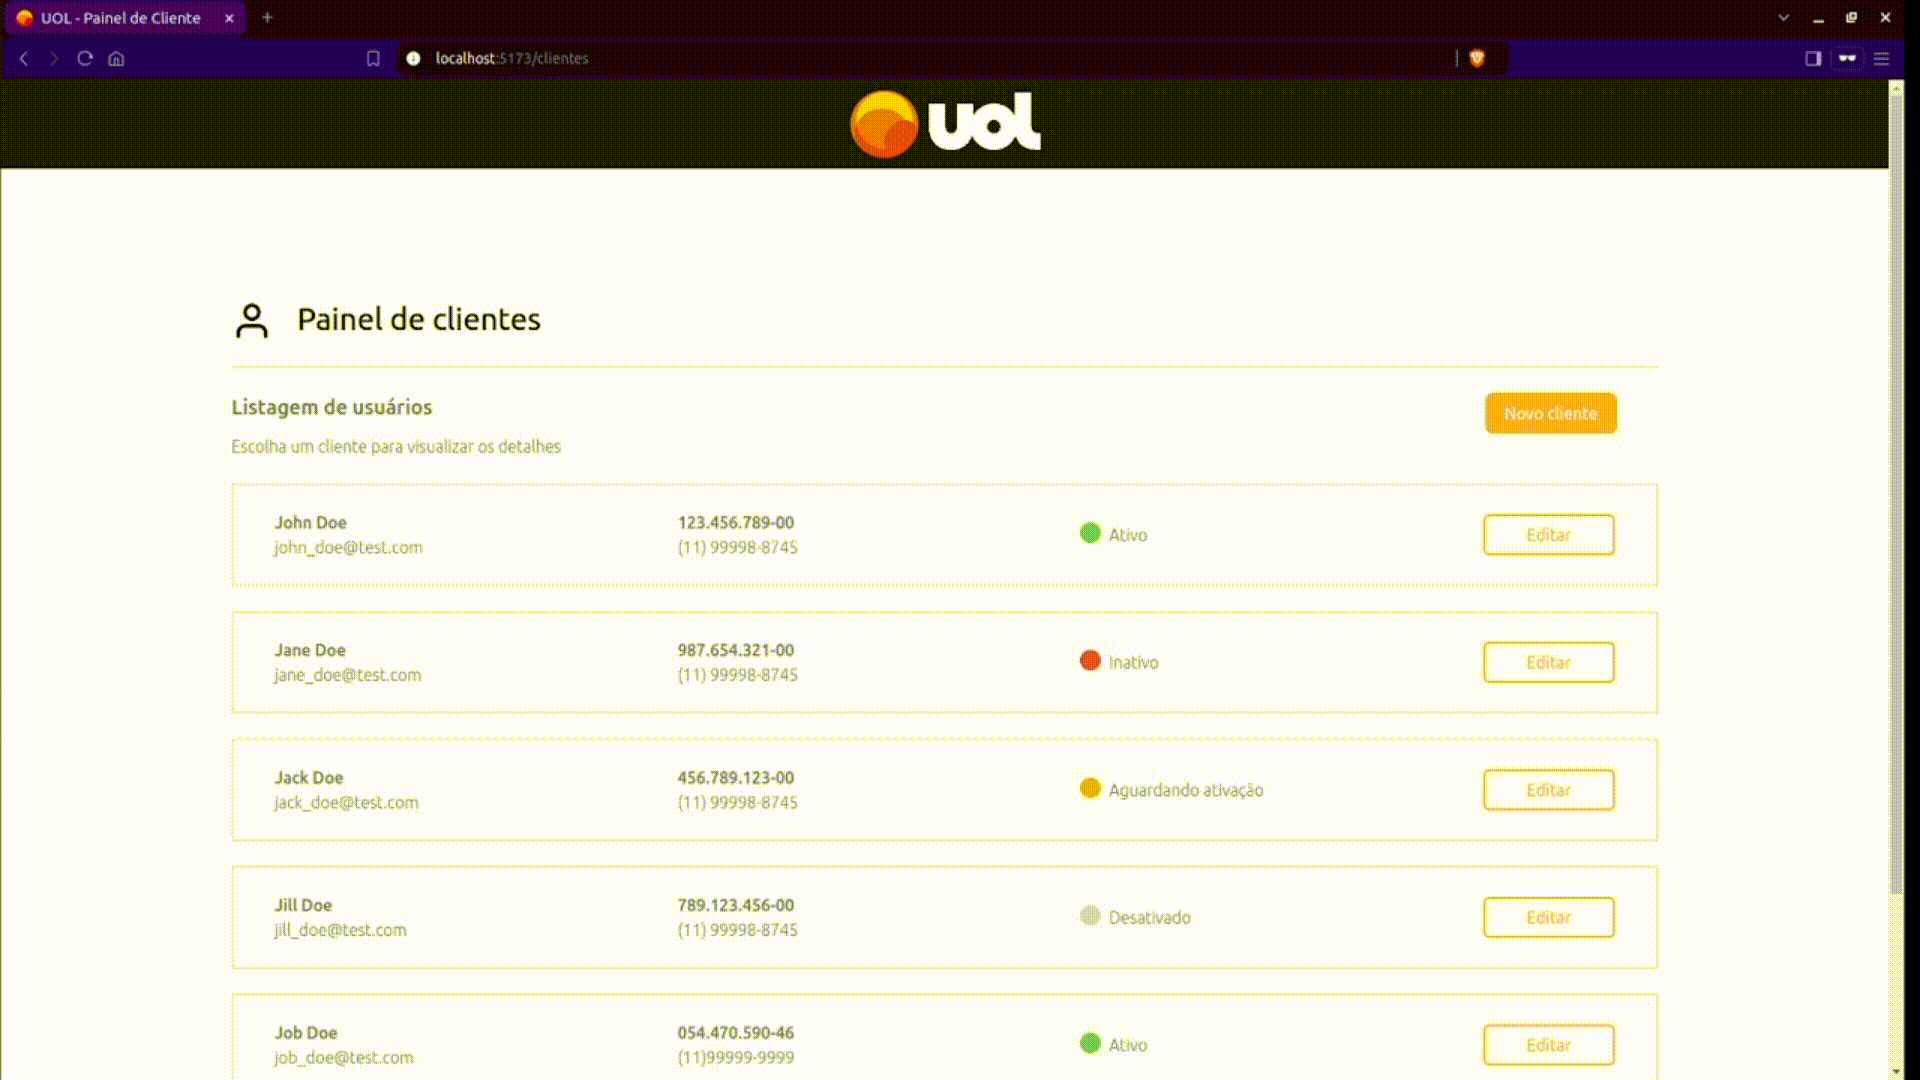 UOL - Painel de Cliente
localhost:5173/clientes
uol
Painel de clientes
Listagem de usuários
Novo cliente
Escolha um cliente para visualizar os detalhes
John Doe
john_doe@test.com
123.456.789-00
(11) 99998-8745
Ativo
Editar
Jane Doe
jane_doe@test.com
987.654.321-00
(11) 99998-8745
Inativo
Editar
Jack Doe
jack_doe@test.com
456.789.123-00
(11) 99998-8745
Aguardando ativação
Editar
Jill Doe
jill_doe@test.com
789.123.456-00
(11) 99998-8745
Desativado
Editar
Job Doe
job_doe@test.com
054.470.590-46
(11)99999-9999
Ativo
Editar